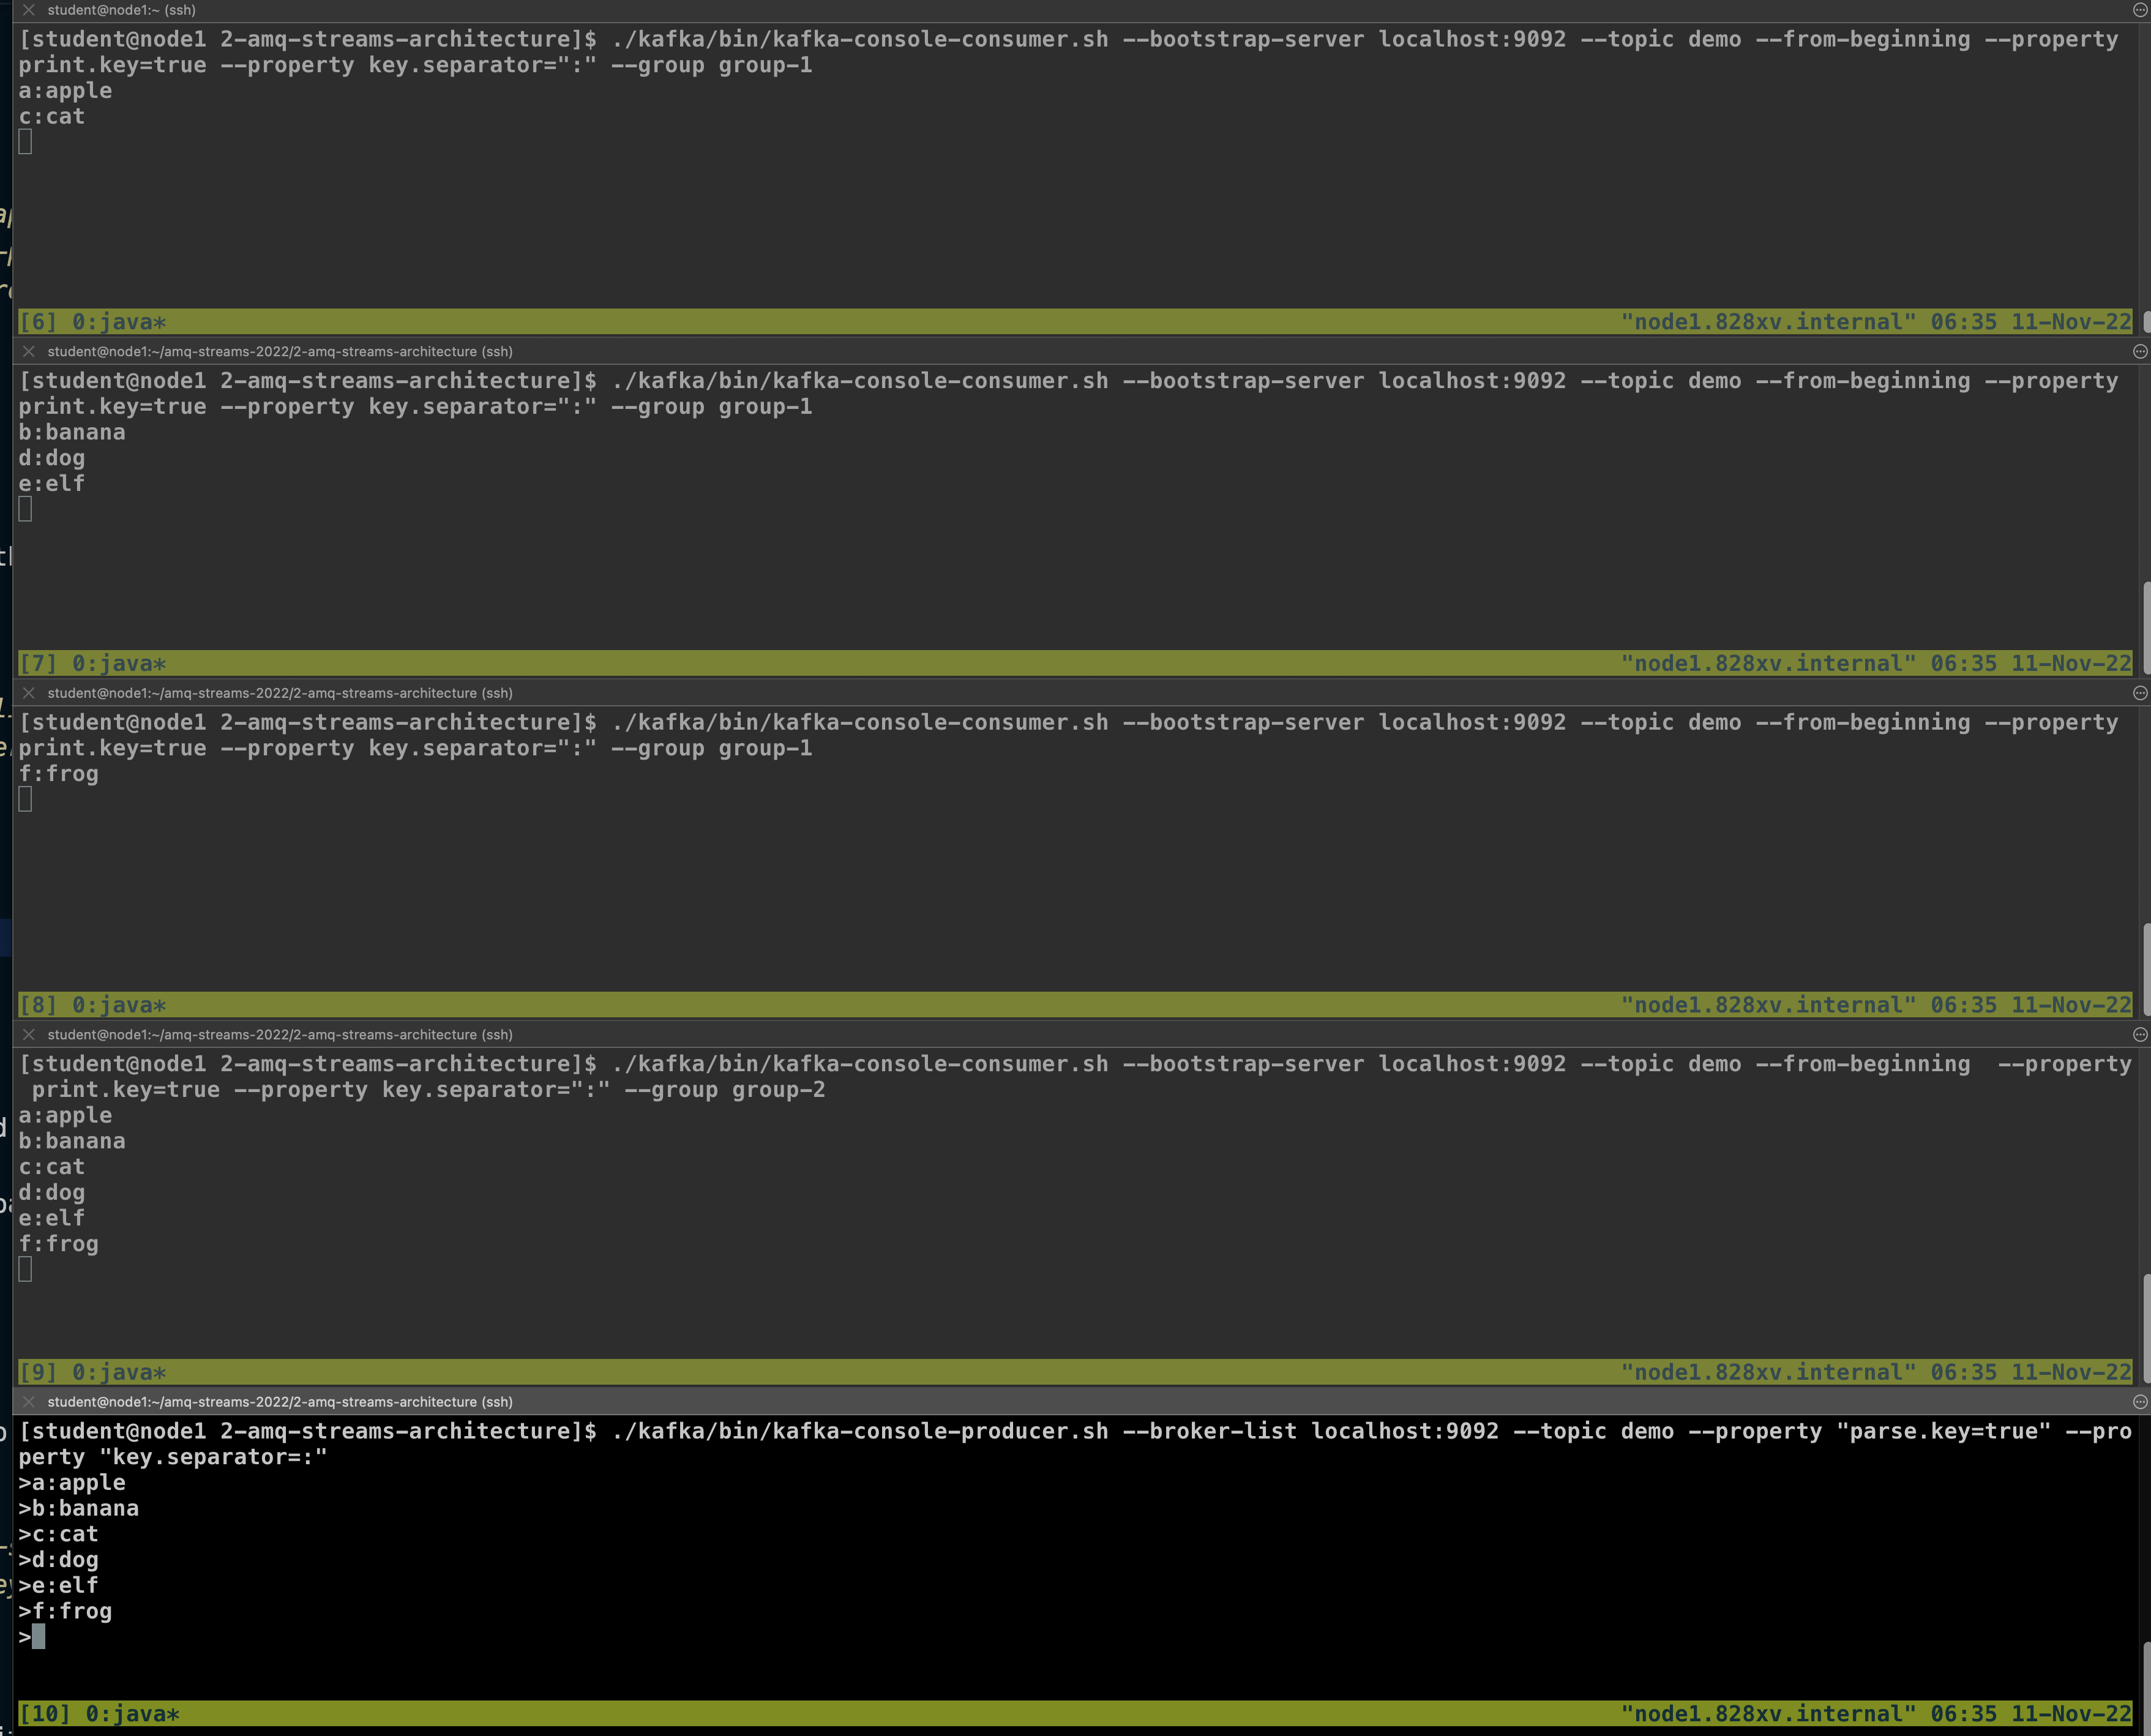 student@node1:~ (ssh)
[student@node1 2-amq-streams-architecture]$ ./kafka/bin/kafka-console-consumer.sh --bootstrap-server localhost:9092 --topic demo --from-beginning --property
print.key=true --property key.separator=":" --group group-1
a:apple
c:cat
[6] 0:java* "node1.828xv.internal" 06:35 11-Nov-22
student@node1:~/amq-streams-2022/2-amq-streams-architecture (ssh)
[student@node1 2-amq-streams-architecture]$ ./kafka/bin/kafka-console-consumer.sh --bootstrap-server localhost:9092 --topic demo --from-beginning --property
print.key=true --property key.separator=":" --group group-1
b:banana
d:dog
e:elf
[7] 0:java* "node1.828xv.internal" 06:35 11-Nov-22
student@node1:~/amq-streams-2022/2-amq-streams-architecture (ssh)
[student@node1 2-amq-streams-architecture]$ ./kafka/bin/kafka-console-consumer.sh --bootstrap-server localhost:9092 --topic demo --from-beginning --property
print.key=true --property key.separator=":" --group group-1
f:frog
[8] 0:java* "node1.828xv.internal" 06:35 11-Nov-22
student@node1:~/amq-streams-2022/2-amq-streams-architecture (ssh)
[student@node1 2-amq-streams-architecture]$ ./kafka/bin/kafka-console-consumer.sh --bootstrap-server localhost:9092 --topic demo --from-beginning  --property
 print.key=true --property key.separator=":" --group group-2
a:apple
b:banana
c:cat
d:dog
e:elf
f:frog
[9] 0:java* "node1.828xv.internal" 06:35 11-Nov-22
student@node1:~/amq-streams-2022/2-amq-streams-architecture (ssh)
[student@node1 2-amq-streams-architecture]$ ./kafka/bin/kafka-console-producer.sh --broker-list localhost:9092 --topic demo --property "parse.key=true" --pro
perty "key.separator=:"
>a:apple
>b:banana
>c:cat
>d:dog
>e:elf
>f:frog
>
[10] 0:java* "node1.828xv.internal" 06:35 11-Nov-22